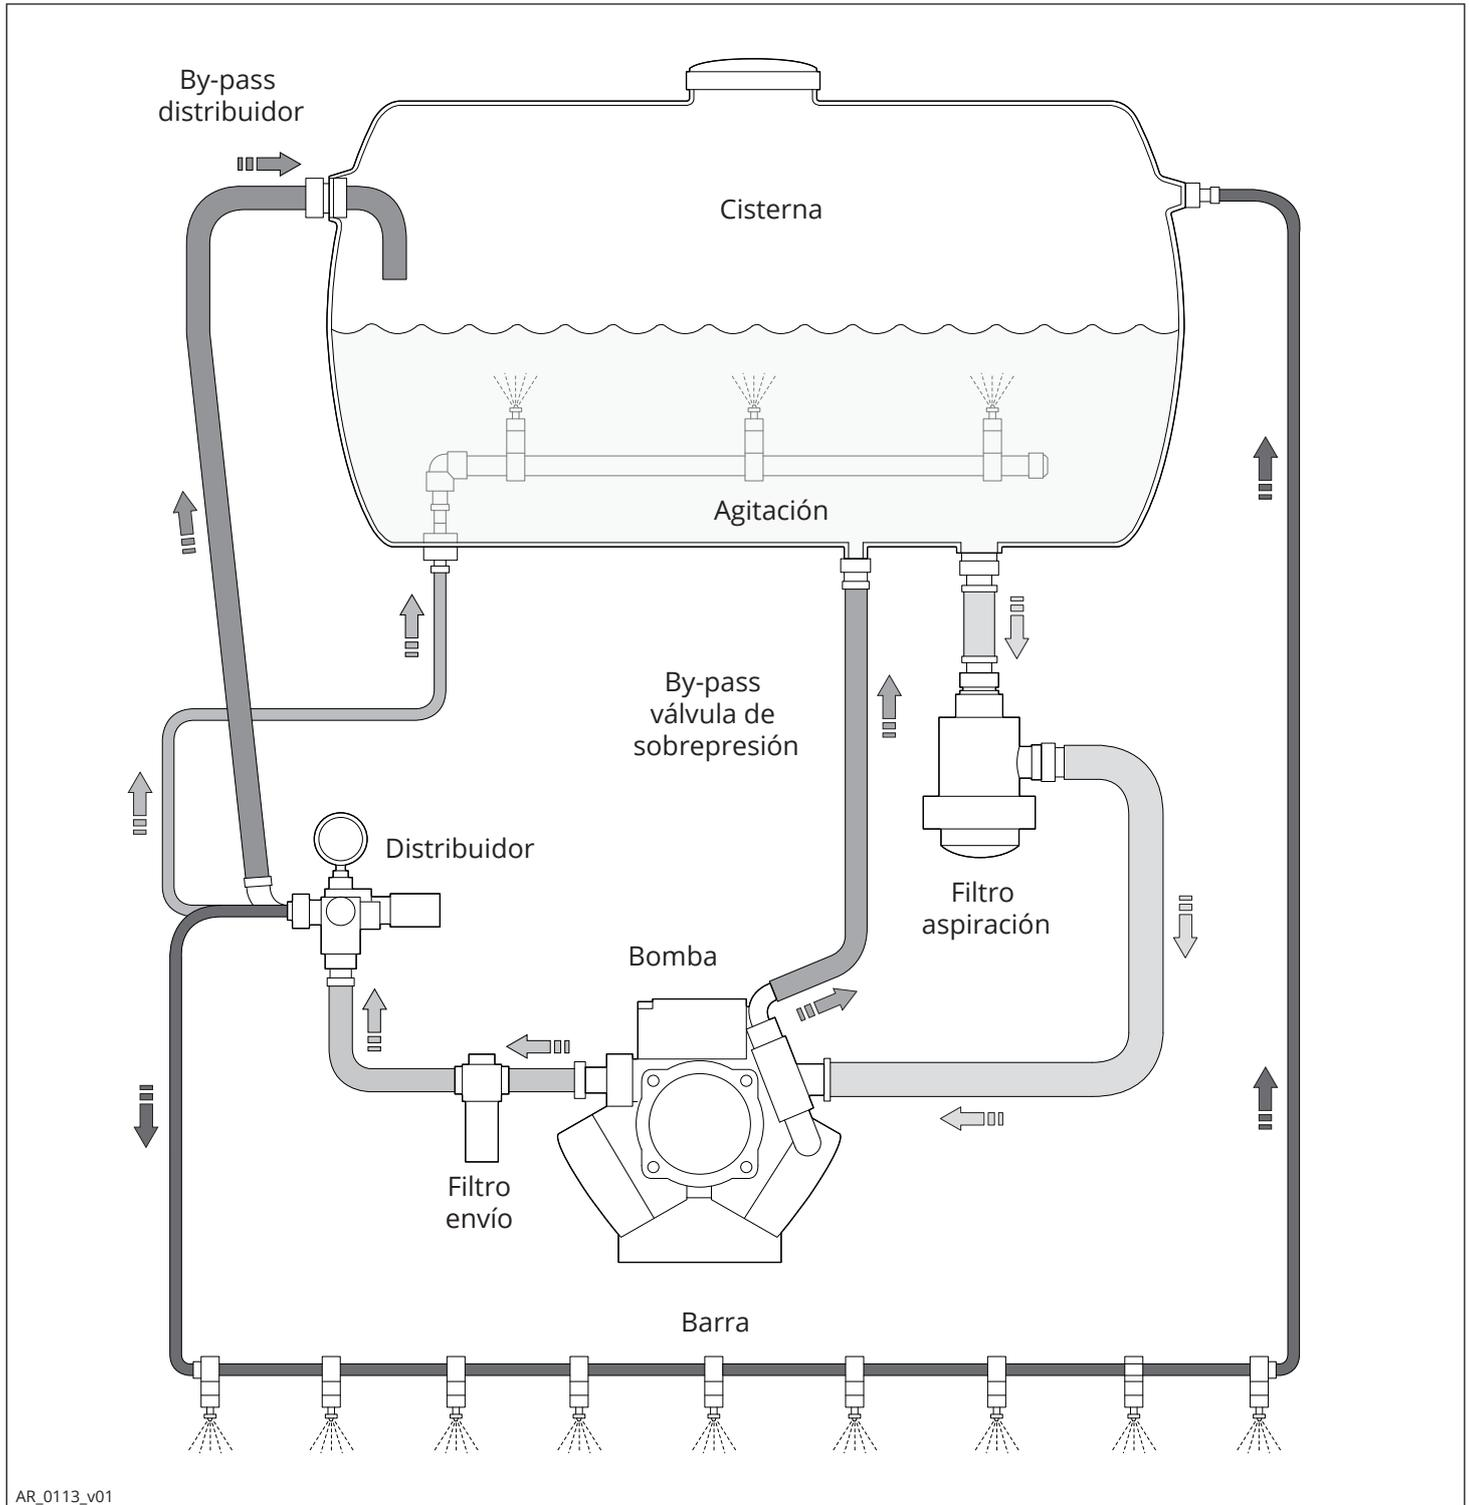 By-pass
distribuidor
Cisterna
Agitación
By-pass
válvula de
sobrepresión
Distribuidor
Filtro
aspiración
Bomba
Filtro
envío
Barra
AR_0113_v01